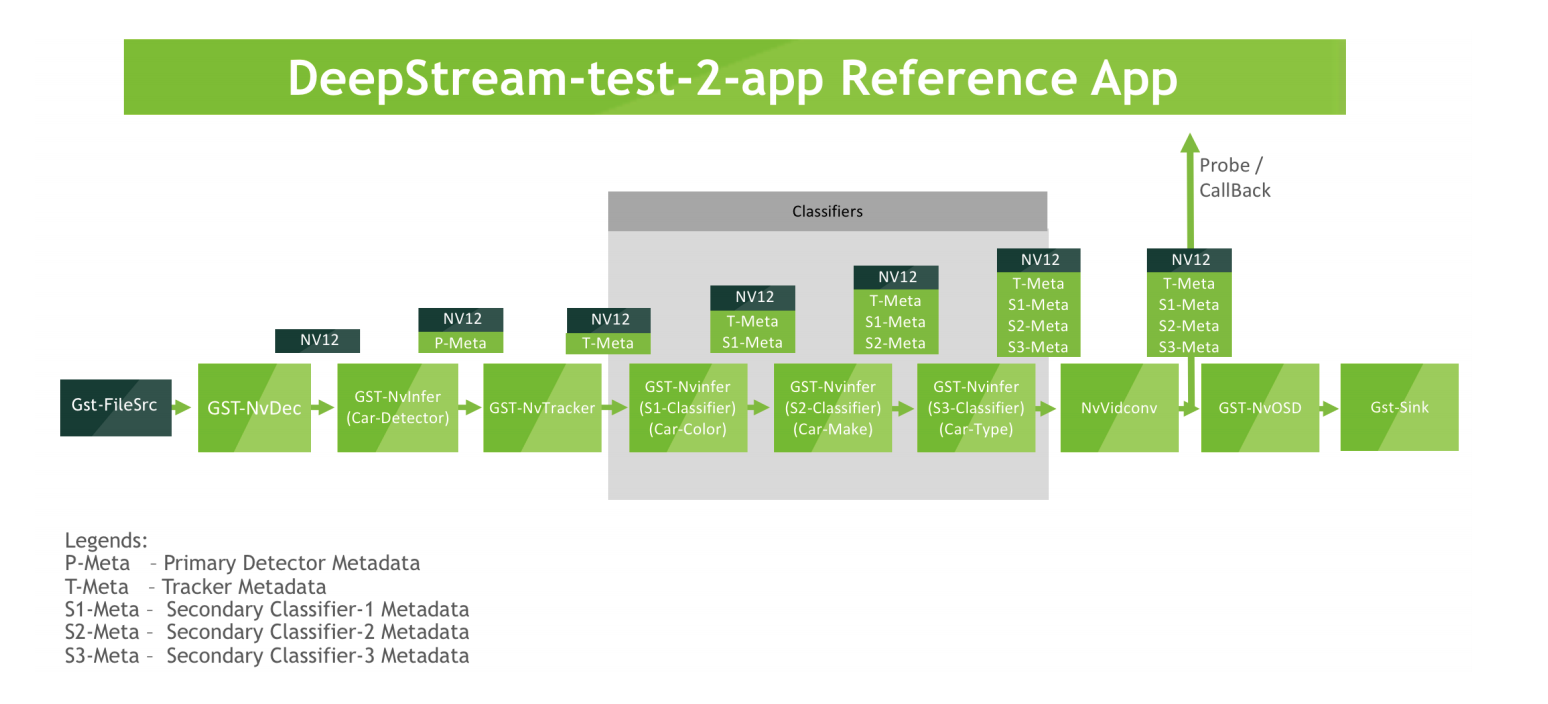 DeepStream-test-2-app Reference App
Probe /
CallBack
Classifiers
NV12
NV12
P-Meta
NV12
T-Meta
NV12
T-Meta
S1-Meta
NV12
T-Meta
S1-Meta
S2-Meta
NV12
T-Meta
S1-Meta
S2-Meta
S3-Meta
NV12
T-Meta
S1-Meta
S2-Meta
S3-Meta
Gst-FileSrc
GST-NvDec
GST-NvInfer
(Car-Detector)
GST-NvTracker
GST-Nvinfer
(S1-Classifier)
(Car-Color)
GST-Nvinfer
(S2-Classifier)
(Car-Make)
GST-Nvinfer
(S3-Classifier)
(Car-Type)
NvVidconv
GST-NvOSD
Gst-Sink
Legends:
P-Meta – Primary Detector Metadata
T-Meta – Tracker Metadata
S1-Meta – Secondary Classifier-1 Metadata
S2-Meta – Secondary Classifier-2 Metadata
S3-Meta – Secondary Classifier-3 Metadata